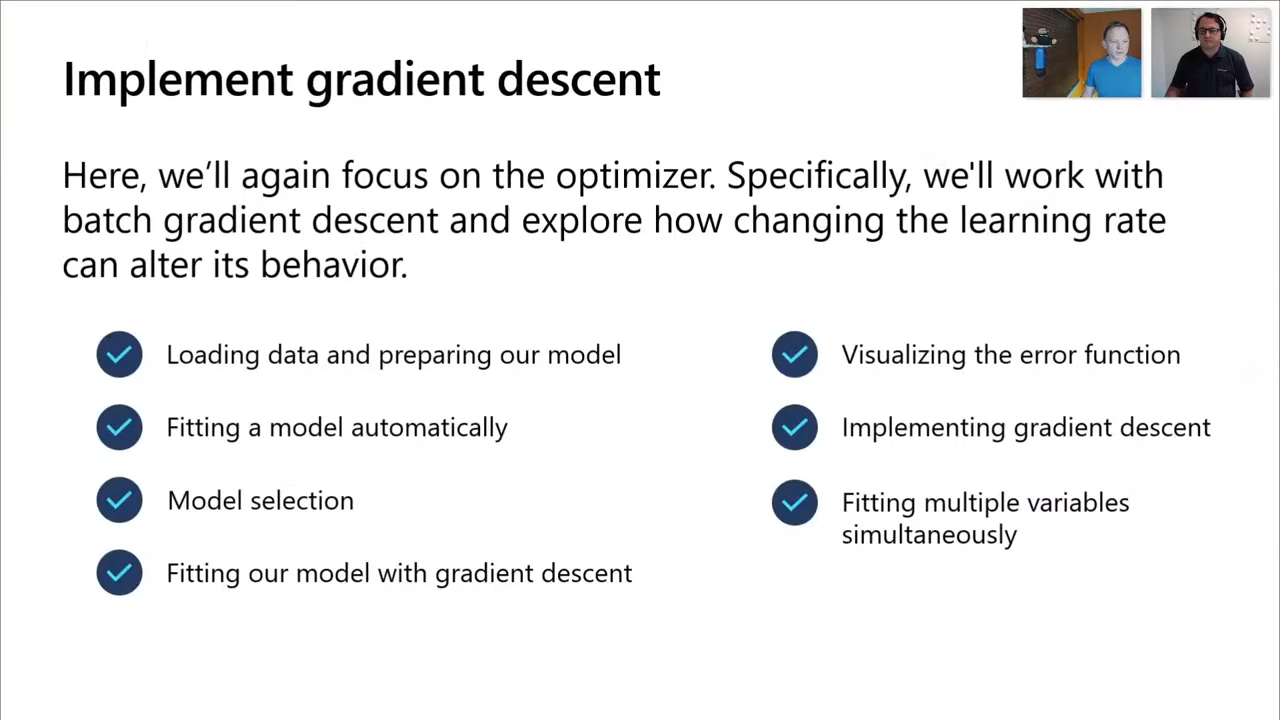 Implement gradient descent
Here, we’ll again focus on the optimizer. Specifically, we'll work with
batch gradient descent and explore how changing the learning rate
can alter its behavior.
Loading data and preparing our model
Fitting a model automatically
Model selection
Fitting our model with gradient descent
Visualizing the error function
Implementing gradient descent
Fitting multiple variables
simultaneously